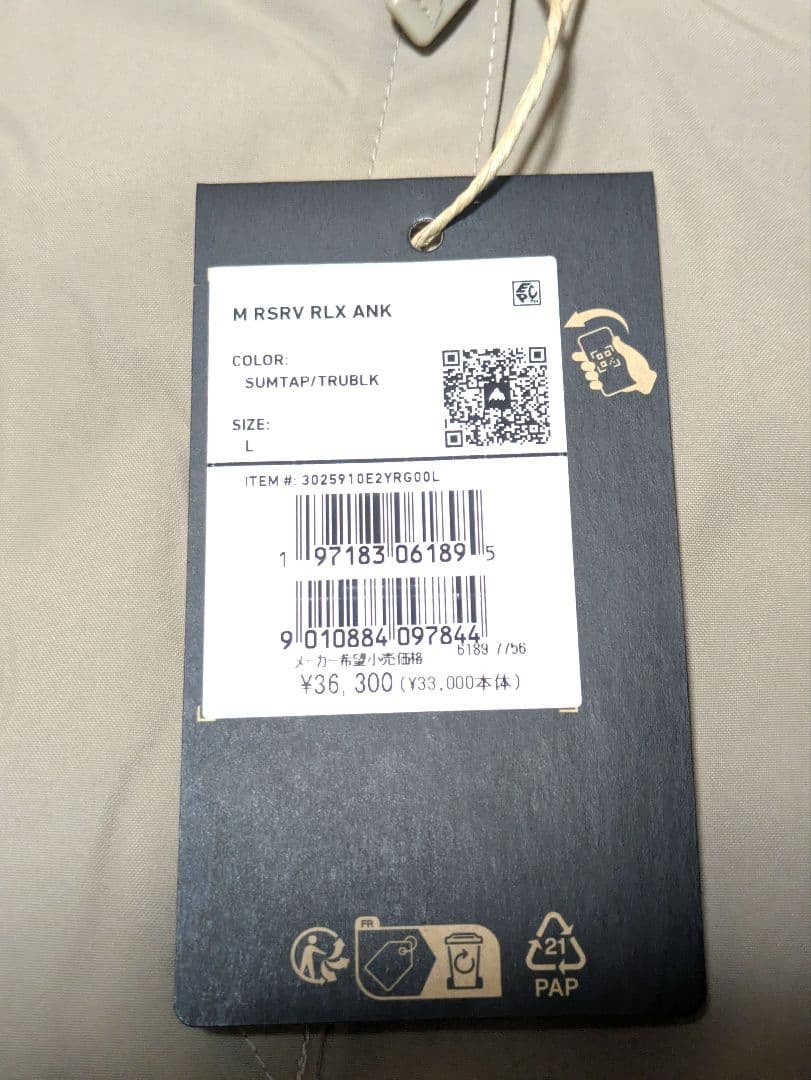 M RSRV RLX ANK
COLOR:
SUMTAP/TRUBLK
SIZE:
L
ITEM #: 3025910E2YRG00L
1 97183 06189 5
9 010884 097844
6189 7756
メーカー希望小売価格
¥36,300 (¥33,000本体)
FR
21
PAP